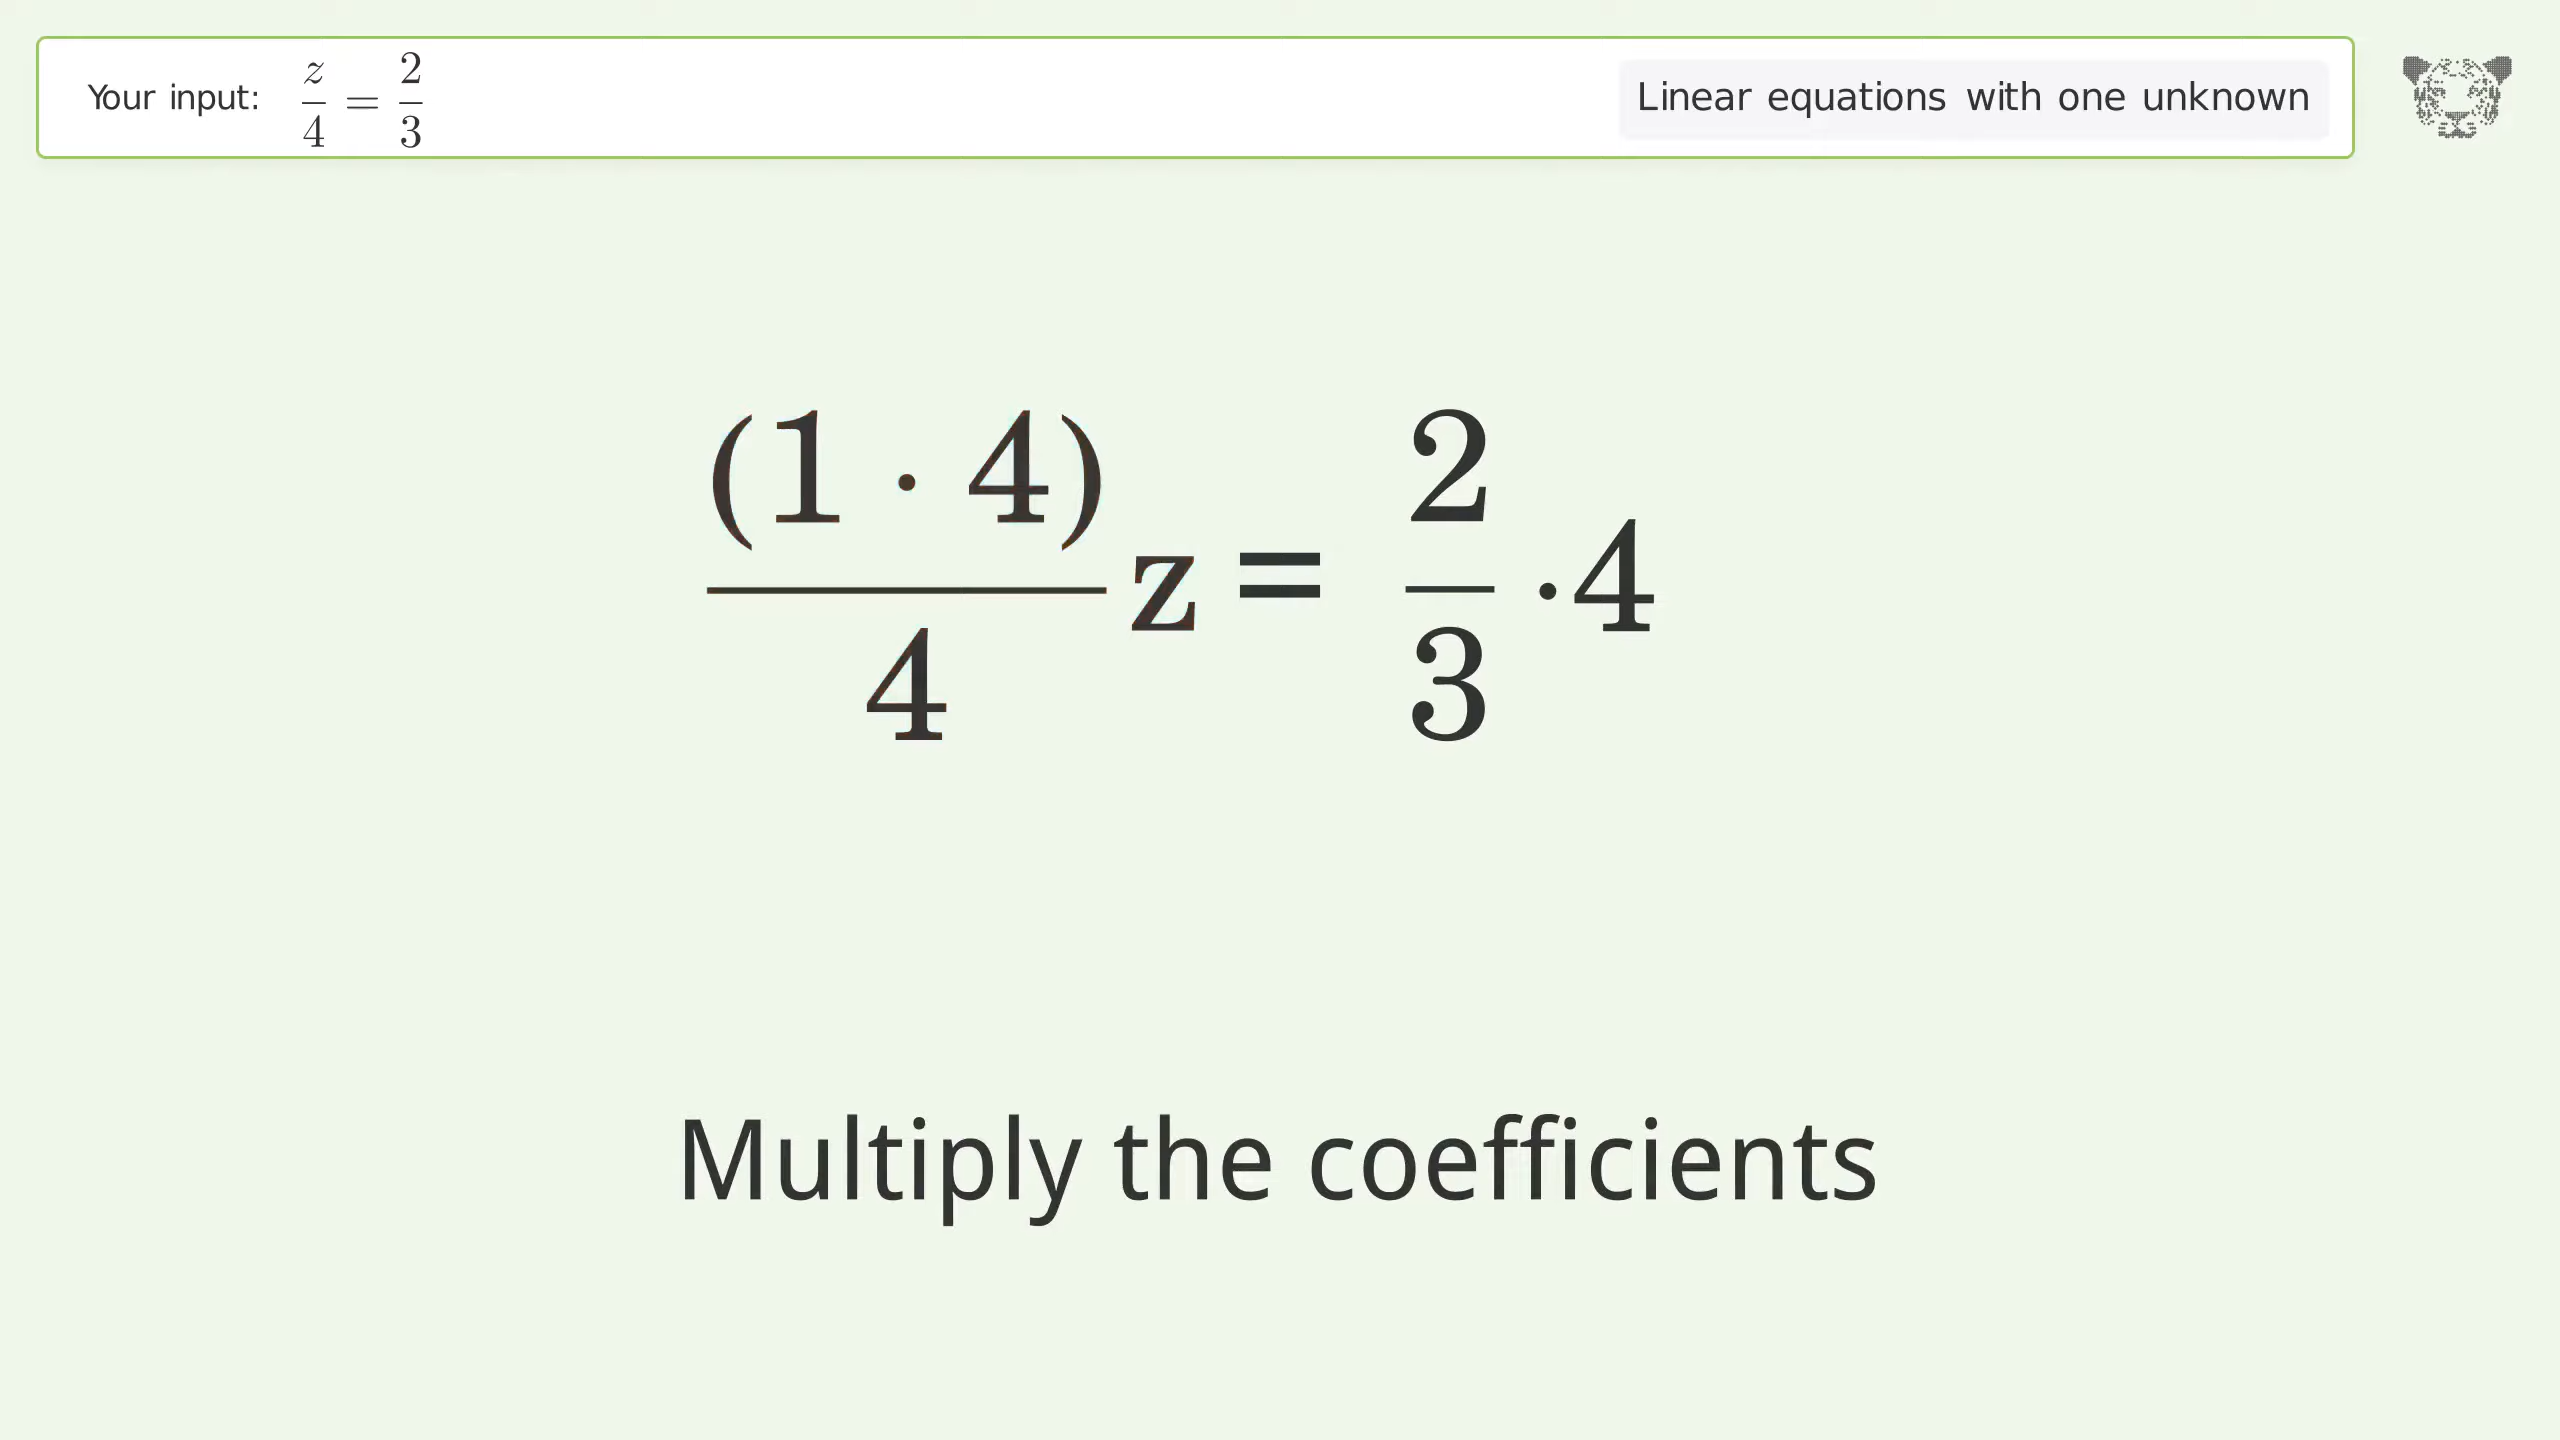 Your input: z/4 = 2/3
Linear equations with one unknown
(1 · 4)/4 z = 2/3 · 4
Multiply the coefficients